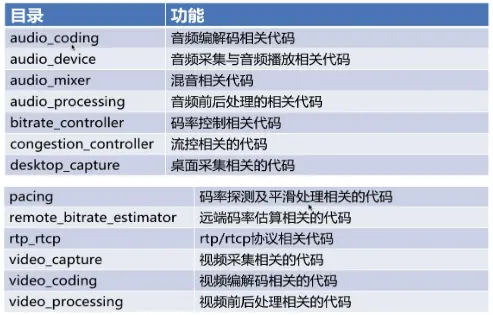 目录 功能
audio_coding 音频编解码相关代码
audio_device 音频采集与音频播放相关代码
audio_mixer 混音相关代码
audio_processing 音频前后处理的相关代码
bitrate_controller 码率控制相关代码
congestion_controller 流控相关的代码
desktop_capture 桌面采集相关的代码
pacing 码率探测及平滑处理相关的代码
remote_bitrate_estimator 远端码率估算相关的代码
rtp_rtcp rtp/rtcp协议相关代码
video_capture 视频采集相关的代码
video_coding 视频编解码相关的代码
video_processing 视频前后处理相关的代码